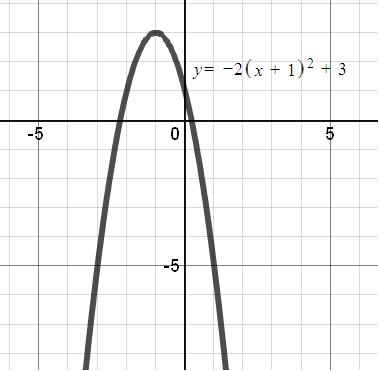 y = −2(x + 1)² + 3
-5 0 5
-5